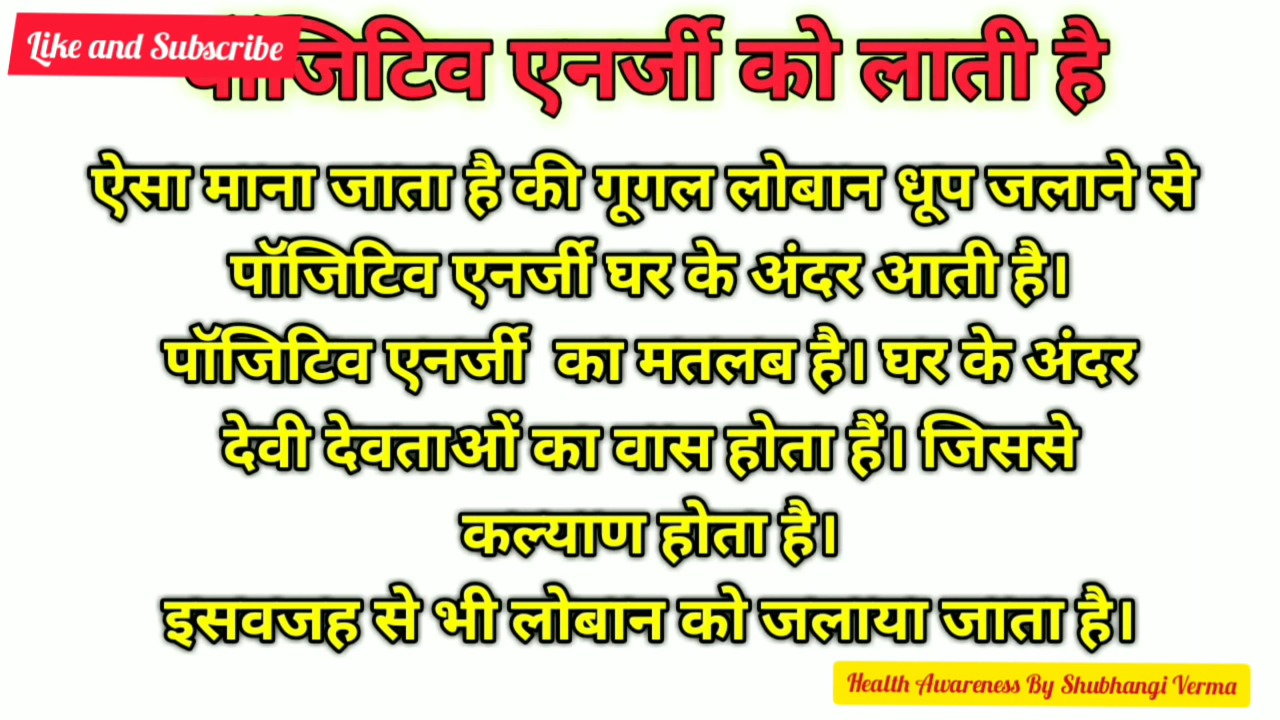 Like and Subscribe
पॉजिटिव एनर्जी को लाती है
ऐसा माना जाता है की गूगल लोबान धूप जलाने से
पॉजिटिव एनर्जी घर के अंदर आती है।
पॉजिटिव एनर्जी का मतलब है। घर के अंदर
देवी देवताओं का वास होता हैं। जिससे
कल्याण होता है।
इसवजह से भी लोबान को जलाया जाता है।
Health Awareness By Shubhangi Verma